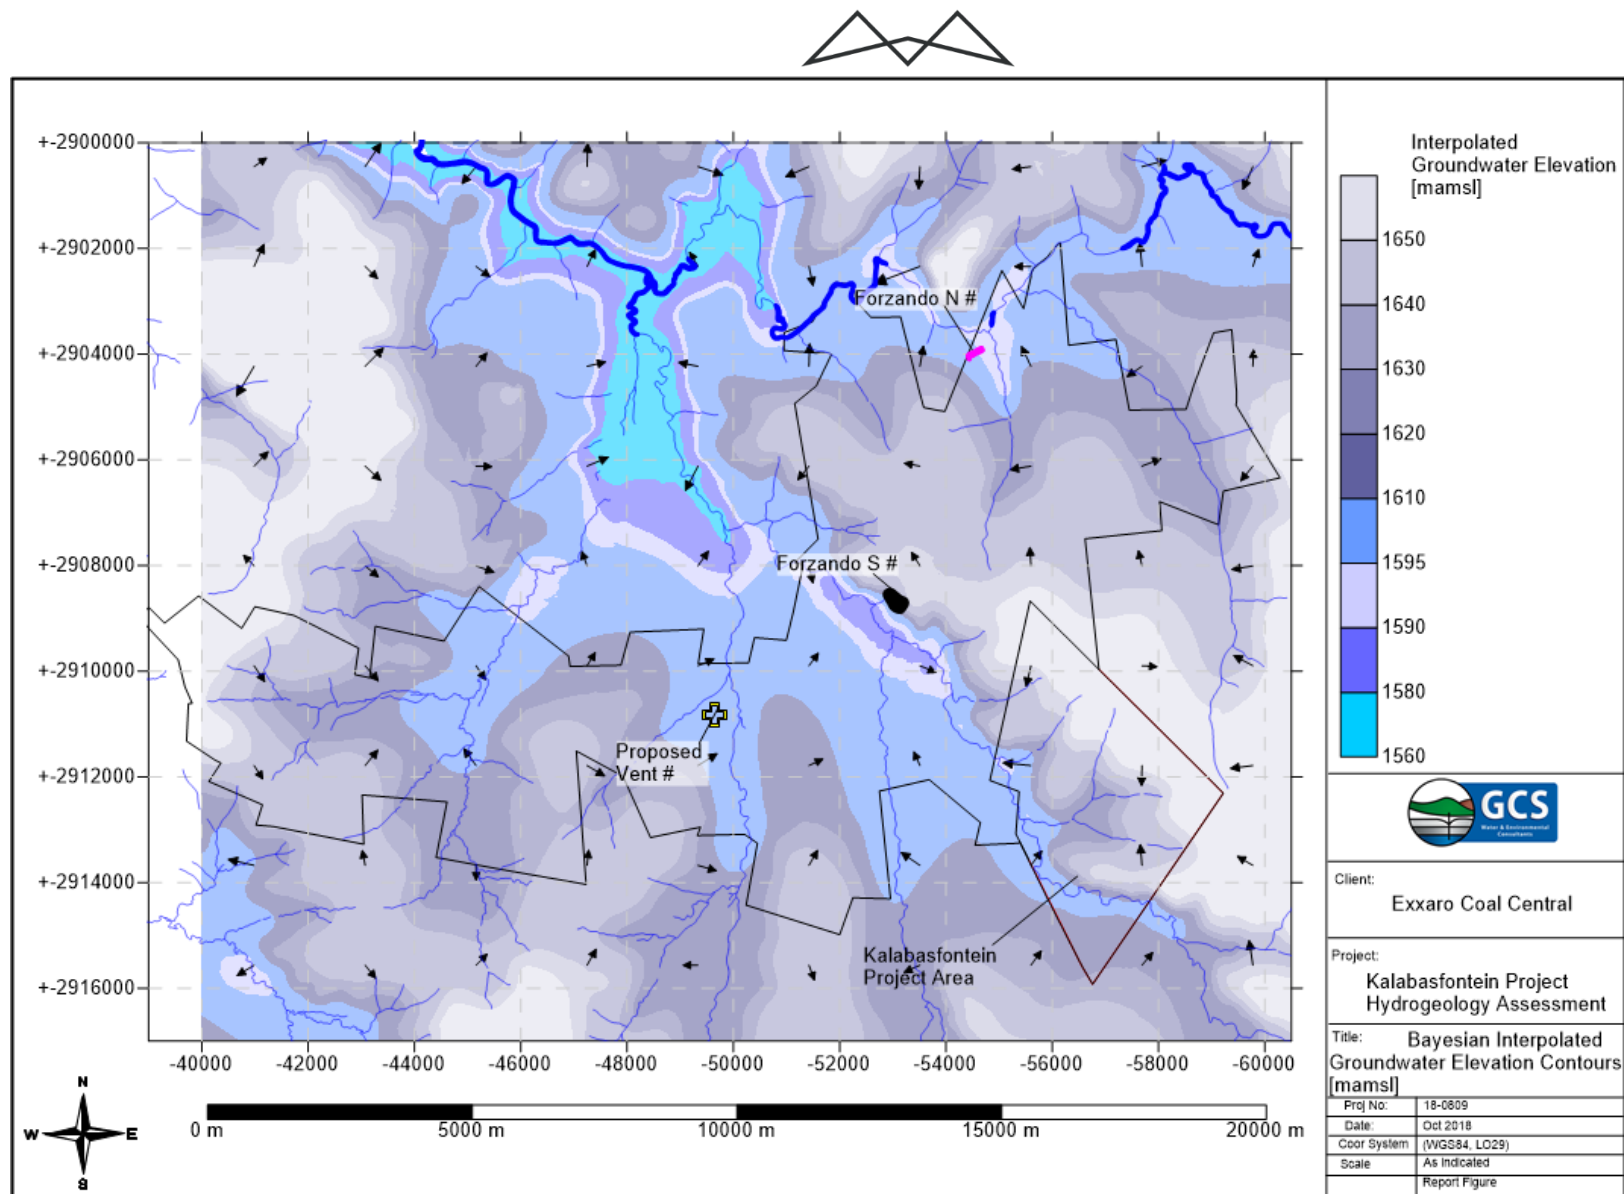 +-2900000
+-2902000
+-2904000
+-2906000
+-2908000
+-2910000
+-2912000
+-2914000
+-2916000
-40000
-42000
-44000
-46000
-48000
-50000
-52000
-54000
-56000
-58000
-60000
Forzando N #
Forzando S #
Proposed
Vent #
Kalabasfontein
Project Area
N
W
E
S
0 m
5000 m
10000 m
15000 m
20000 m
Interpolated
Groundwater Elevation
[mamsl]
1650
1640
1630
1620
1610
1595
1590
1580
1560
GCS
Water & Environmental
Consultants
Client:
Exxaro Coal Central
Project:
Kalabasfontein Project
Hydrogeology Assessment
Title: Bayesian Interpolated
Groundwater Elevation Contours
[mamsl]
Proj No: 18-0809
Date: Oct 2018
Coor System (WGS84, LO29)
Scale As Indicated
Report Figure